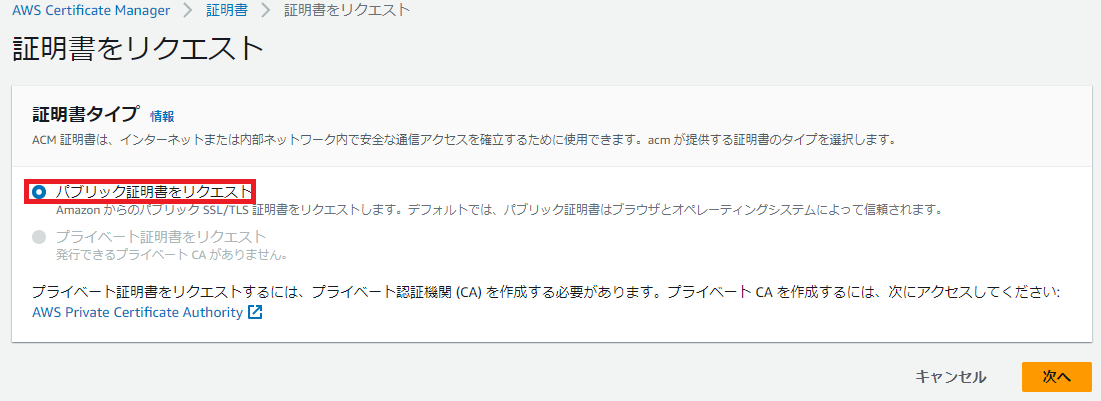 AWS Certificate Manager > 証明書 > 証明書をリクエスト
証明書をリクエスト
証明書タイプ 情報
ACM 証明書は、インターネットまたは内部ネットワーク内で安全な通信アクセスを確立するために使用できます。acm が提供する証明書のタイプを選択します。
パブリック証明書をリクエスト
Amazon からのパブリック SSL/TLS 証明書をリクエストします。デフォルトでは、パブリック証明書はブラウザとオペレーティングシステムによって信頼されます。
プライベート証明書をリクエスト
発行できるプライベート CA がありません。
プライベート証明書をリクエストするには、プライベート認証機関 (CA) を作成する必要があります。プライベート CA を作成するには、次にアクセスしてください:
AWS Private Certificate Authority
キャンセル 次へ